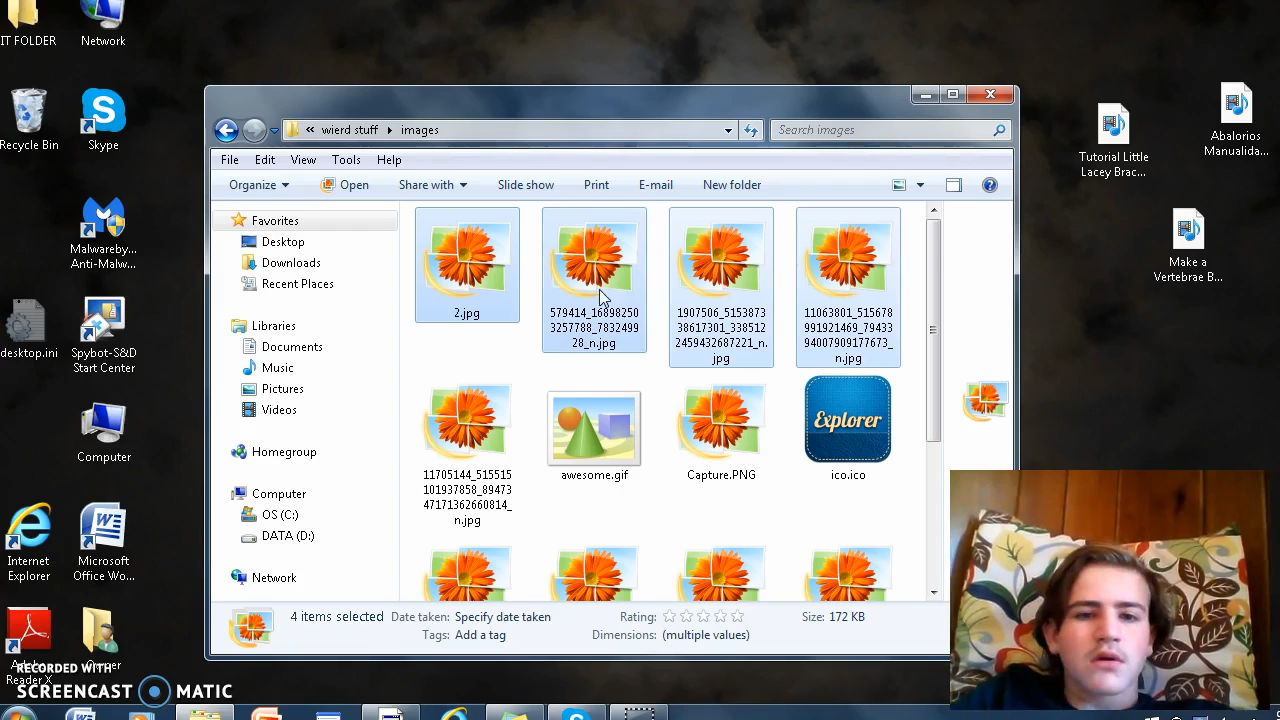 IT FOLDER
Network
Recycle Bin
Skype
Malwareby...
Anti-Malw...
desktop.ini
Spybot-S&D
Start Center
Computer
Internet
Explorer
Microsoft
Office Wo...
Reader X
Owner
RECORDED WITH
SCREENCAST MATIC
« wierd stuff ▸ images
Search images
File Edit View Tools Help
Organize Open Share with Slide show Print E-mail New folder
Favorites
Desktop
Downloads
Recent Places
Libraries
Documents
Music
Pictures
Videos
Homegroup
Computer
OS (C:)
DATA (D:)
Network
2.jpg
579414_16898250
3257788_7832499
28_n.jpg
1907506_5153873
38617301_138512
2459432687221_n.
jpg
11063801_515678
991921469_79433
94007909177673_
n.jpg
11705144_515515
101937858_89473
47171362660814_
n.jpg
awesome.gif
Capture.PNG
Explorer
ico.ico
4 items selected Date taken: Specify date taken Rating: Size: 172 KB
Tags: Add a tag Dimensions: (multiple values)
Tutorial Little
Lacey Brac...
Abalorios
Manualida...
Make a
Vertebrae B...